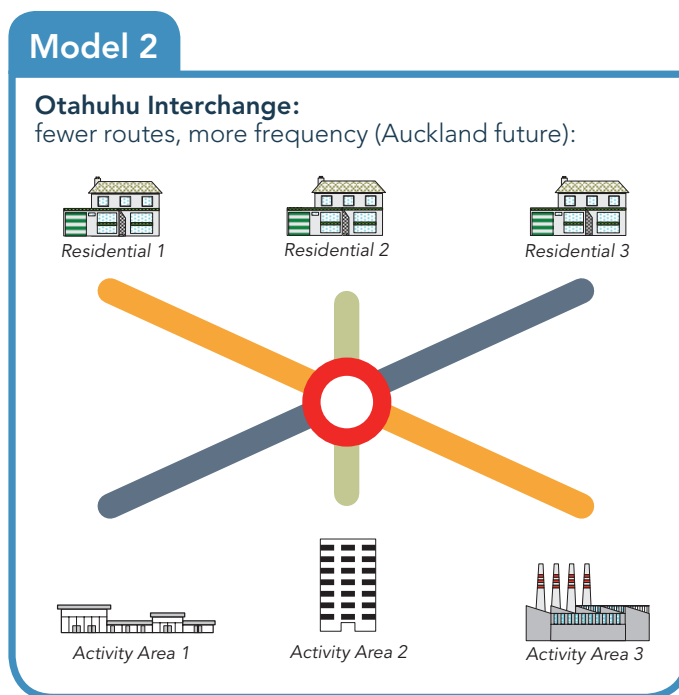 Model 2
Otahuhu Interchange:
fewer routes, more frequency (Auckland future):
Residential 1
Residential 2
Residential 3
Activity Area 1
Activity Area 2
Activity Area 3